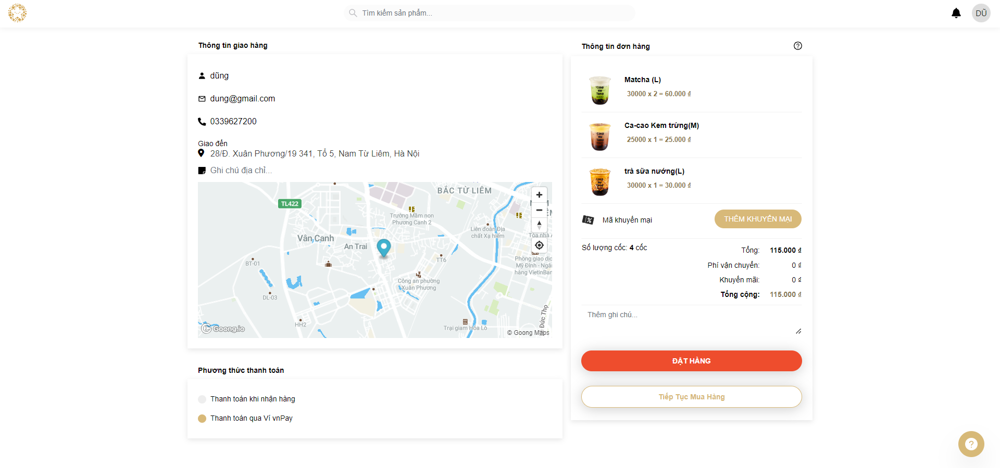 Tìm kiếm sản phẩm...
DŨ
Thông tin giao hàng
dũng
dung@gmail.com
0339627200
Giao đến
28/Đ. Xuân Phương/19 341, Tổ 5, Nam Từ Liêm, Hà Nội
Ghi chú địa chỉ...
BẮC TỪ LIÊM
TL422
Trường Mầm non
Phương Canh 2
Liên đoàn Địa
chất Xạ hiếm
Tòa nhà
Vân Canh
An Trai
BT-01
TT6
Phòng giao dịc
Mỹ Đình - Ngân
hàng VietinBan
Công an phường
Xuân Phương
DL-03
HH2
Trại giam Hỏa Lò
Đức Thọ
Goong.io
© Goong Maps
Phương thức thanh toán
Thanh toán khi nhận hàng
Thanh toán qua Ví vnPay
Thông tin đơn hàng
Matcha (L)
30000 x 2 = 60.000 ₫
Ca-cao Kem trứng(M)
25000 x 1 = 25.000 ₫
trà sữa nướng(L)
30000 x 1 = 30.000 ₫
Mã khuyến mại
THÊM KHUYẾN MẠI
Số lượng cốc: 4 cốc
Tổng: 115.000 ₫
Phí vận chuyển: 0 ₫
Khuyến mãi: 0 ₫
Tổng cộng: 115.000 ₫
Thêm ghi chú...
ĐẶT HÀNG
Tiếp Tục Mua Hàng